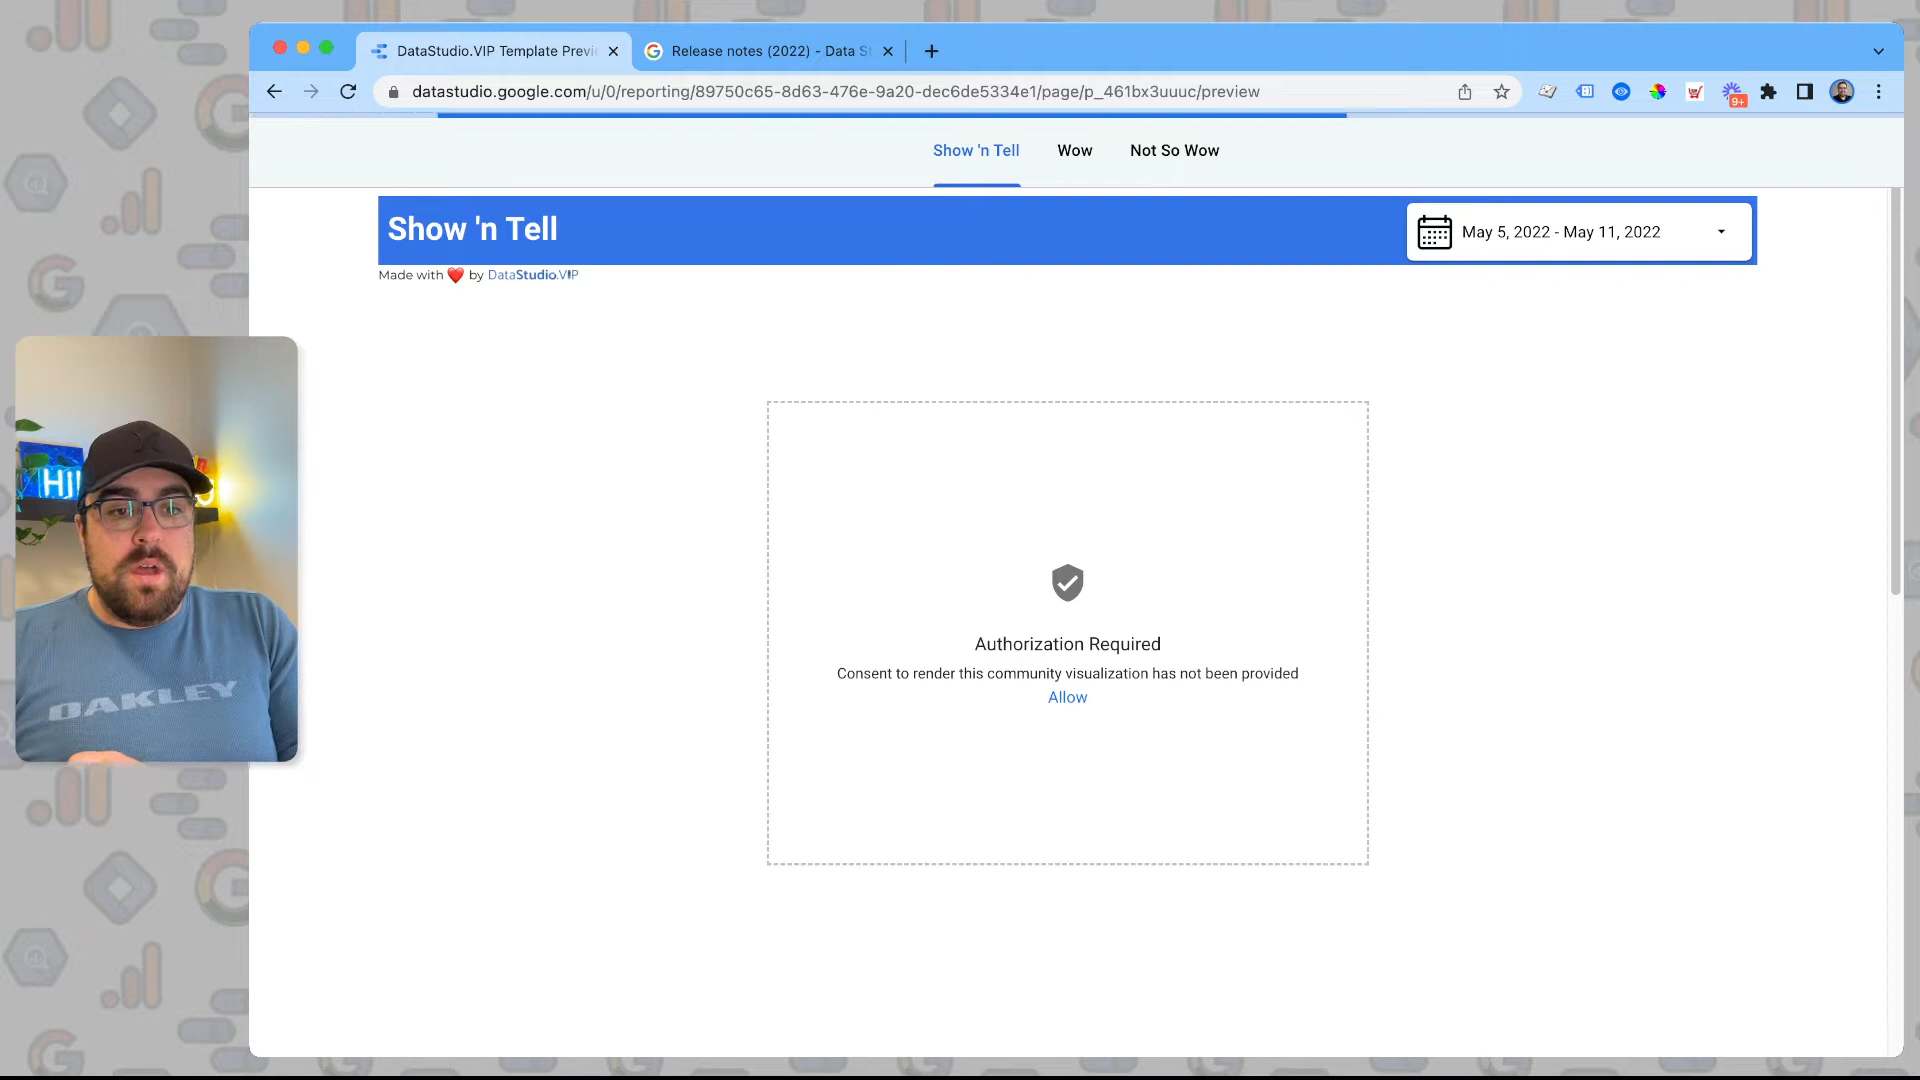 DataStudio.VIP Template Previ
Release notes (2022) - Data St
datastudio.google.com/u/0/reporting/89750c65-8d63-476e-9a20-dec6de5334e1/page/p_461bx3uuuc/preview
9+
Show 'n Tell
Wow
Not So Wow
Show 'n Tell
May 5, 2022 - May 11, 2022
Made with ❤️ by DataStudio.VIP
Authorization Required
Consent to render this community visualization has not been provided
Allow
OAKLEY